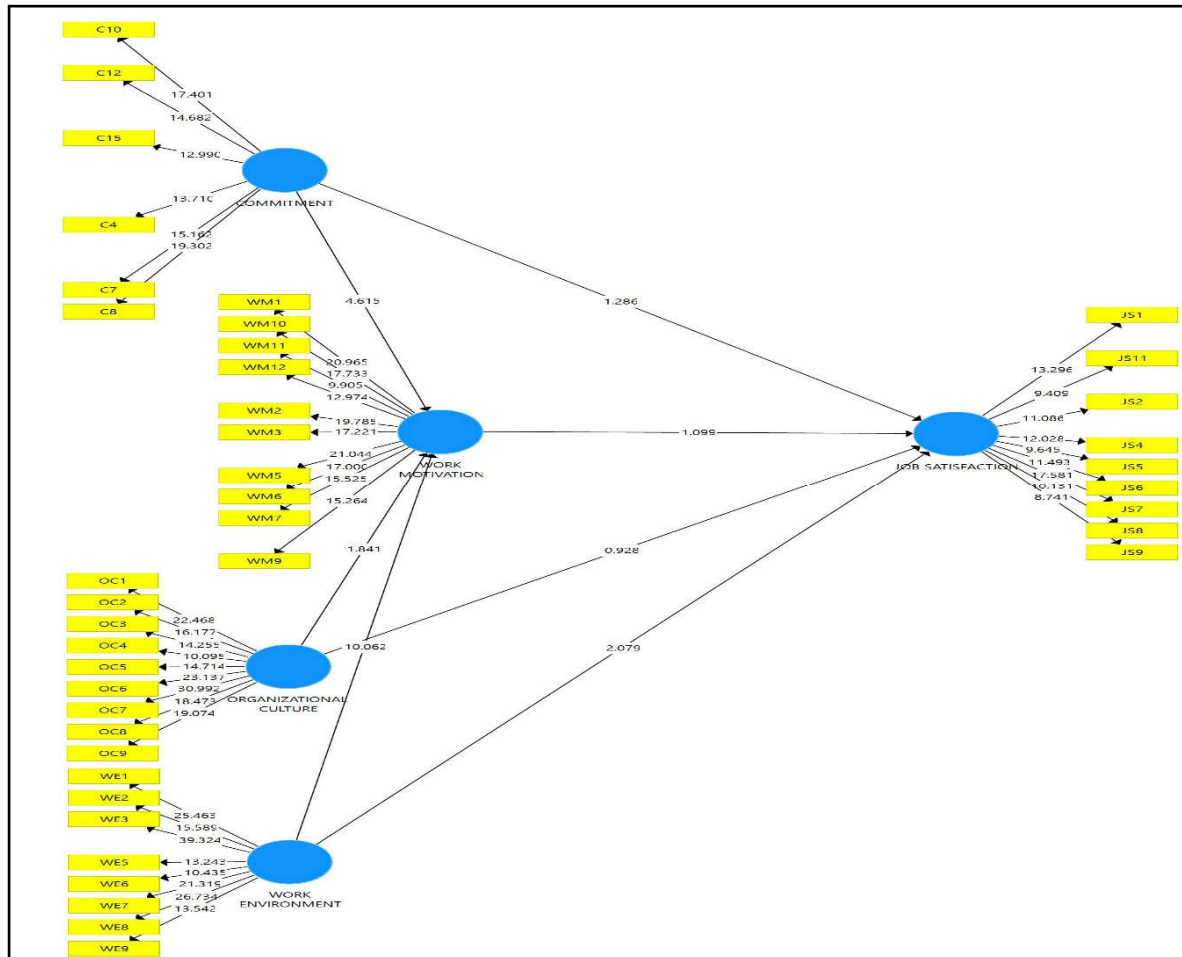 C10
C12
17.401
14.682
C15
12.990
COMMITMENT
13.710
C4
15.162
19.302
C7
C8
4.615
1.286
WM1
WM10
WM11
WM12
20.965
17.733
9.905
12.974
WM2
19.785
WM3
17.221
21.044
WM5
17.000
WM6
15.525
WM7
15.264
WM9
WORK
MOTIVATION
1.099
JS1
13.296
JS11
9.409
JS2
11.086
JS4
12.028
9.645
JS5
11.493
JS6
17.581
JS7
10.131
8.741
JS8
JS9
JOB SATISFACTION
1.841
0.928
OC1
OC2
22.468
OC3
16.177
14.255
OC4
10.095
OC5
14.714
OC6
23.137
30.992
OC7
18.473
19.074
OC8
OC9
ORGANIZATIONAL
CULTURE
10.062
2.079
WE1
WE2
25.463
WE3
15.589
39.324
WE5
13.243
10.435
WE6
21.319
WE7
26.734
13.542
WE8
WE9
WORK
ENVIRONMENT